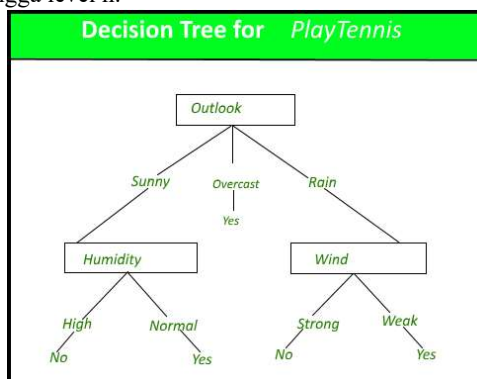 Decision Tree for PlayTennis
Outlook
Sunny
Overcast
Rain
Yes
Humidity
Wind
High
Normal
Strong
Weak
No
Yes
No
Yes